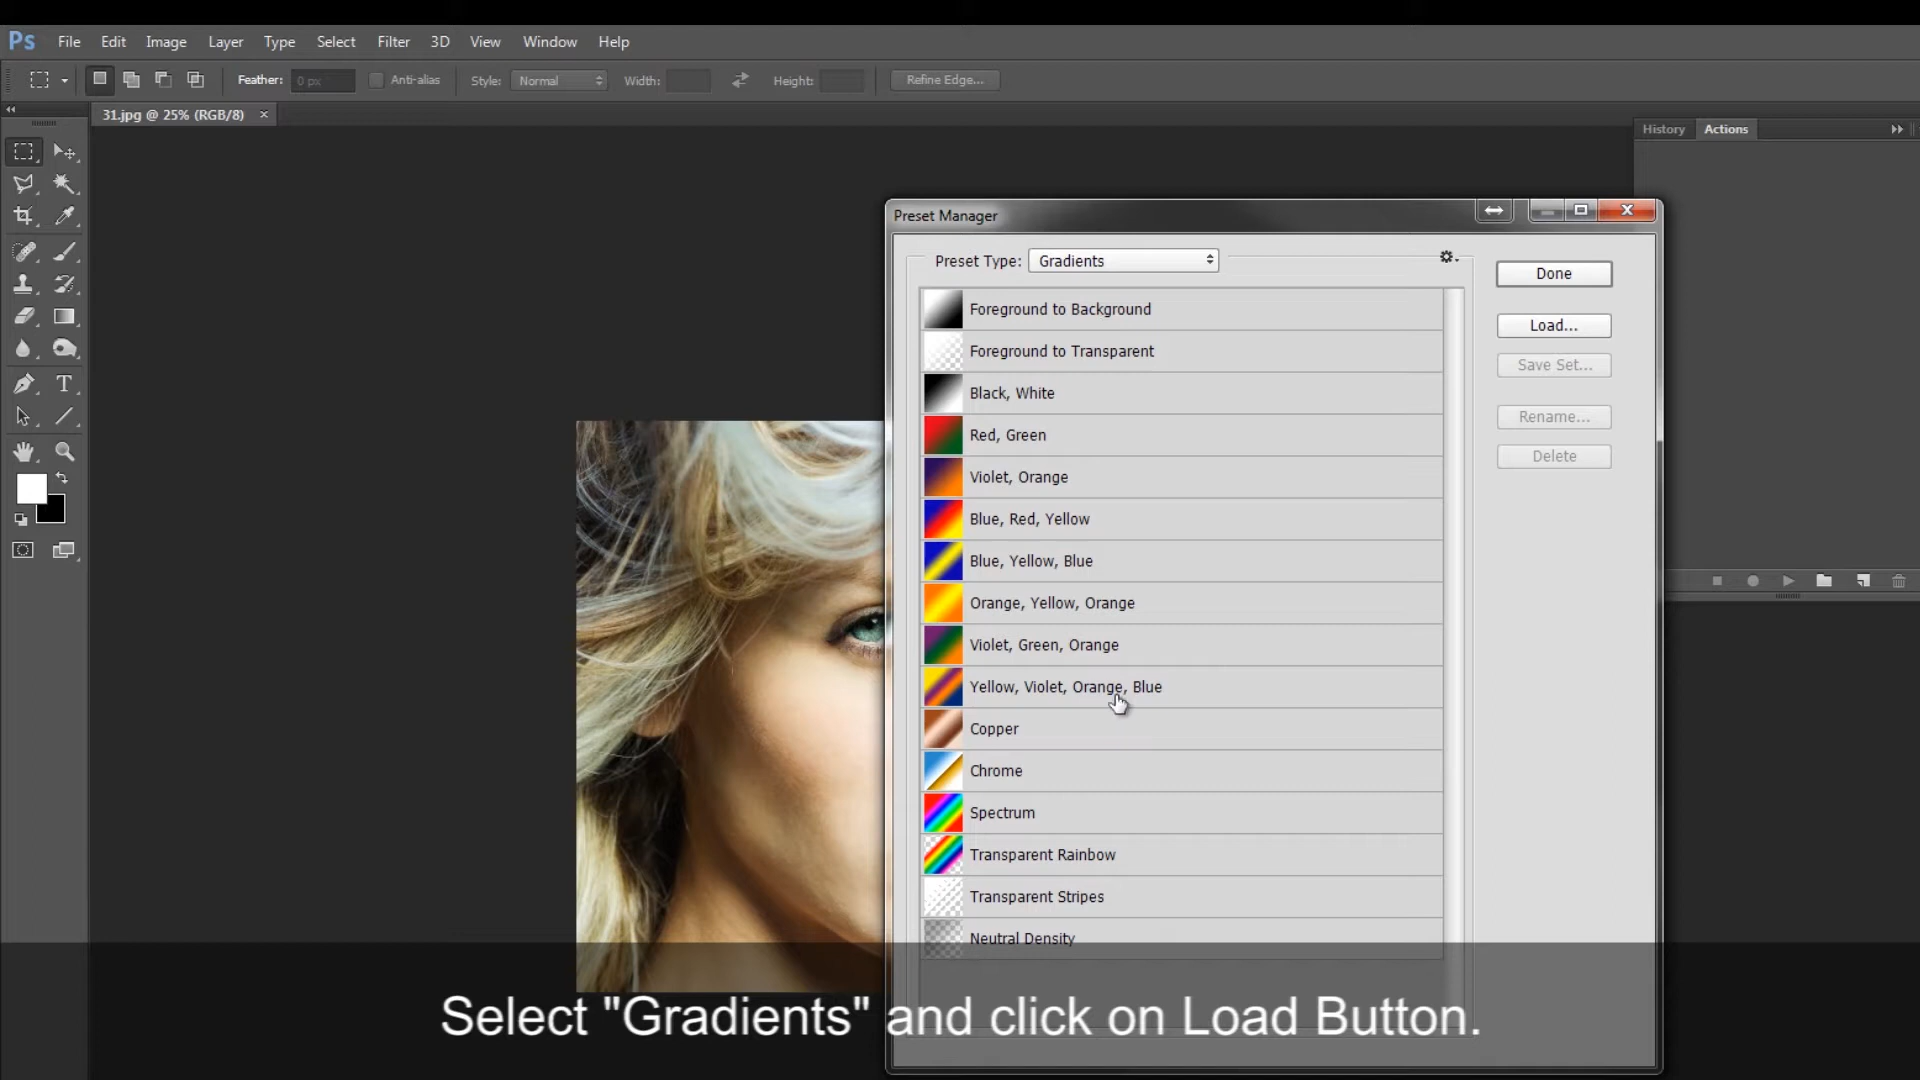 Ps File Edit Image Layer Type Select Filter 3D View Window Help
Feather: 0 px Anti-alias Style: Normal Width: Height: Refine Edge...
31.jpg @ 25% (RGB/8) ×
History Actions
Preset Manager
Preset Type: Gradients
Done
Load...
Save Set...
Rename...
Delete
Foreground to Background
Foreground to Transparent
Black, White
Red, Green
Violet, Orange
Blue, Red, Yellow
Blue, Yellow, Blue
Orange, Yellow, Orange
Violet, Green, Orange
Yellow, Violet, Orange, Blue
Copper
Chrome
Spectrum
Transparent Rainbow
Transparent Stripes
Neutral Density
Select "Gradients" and click on Load Button.